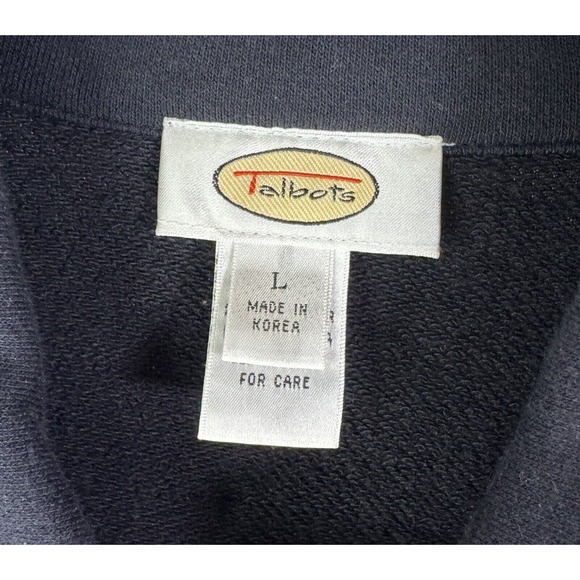 Talbots
L
MADE IN
KOREA
FOR CARE